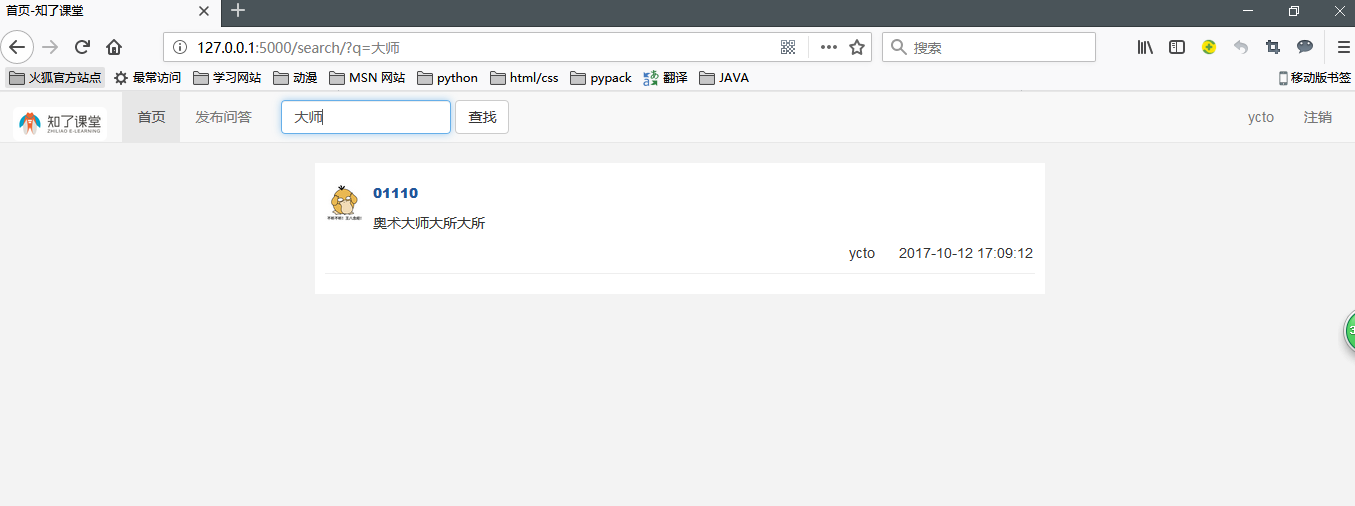 首页-知了课堂
127.0.0.1:5000/search/?q=大师
搜索
火狐官方站点 最常访问 学习网站 动漫 MSN 网站 python html/css pypack 翻译 JAVA 移动版书签
知了课堂 首页 发布问答 大师 查找 ycto 注销
ZHILIAO E-LEARNING
01110
奥术大师大所大所
ycto 2017-10-12 17:09:12